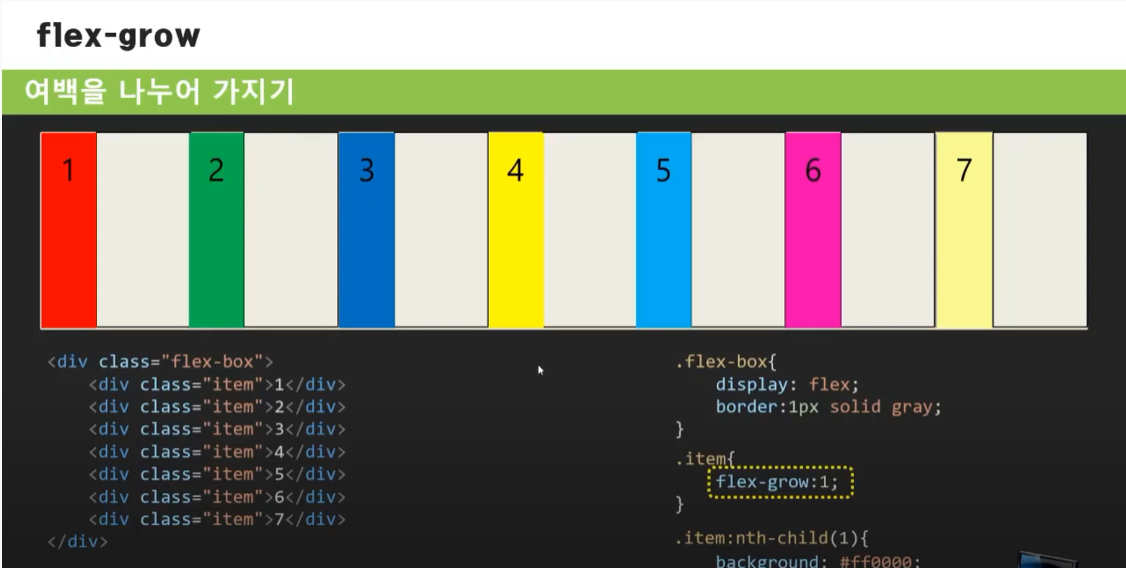 flex-grow
여백을 나누어 가지기
1 2 3 4 5 6 7
<div class="flex-box">
<div class="item">1</div>
<div class="item">2</div>
<div class="item">3</div>
<div class="item">4</div>
<div class="item">5</div>
<div class="item">6</div>
<div class="item">7</div>
</div>
.flex-box{
display: flex;
border:1px solid gray;
}
.item{
flex-grow:1;
}
.item:nth-child(1){
background: #ff0000;